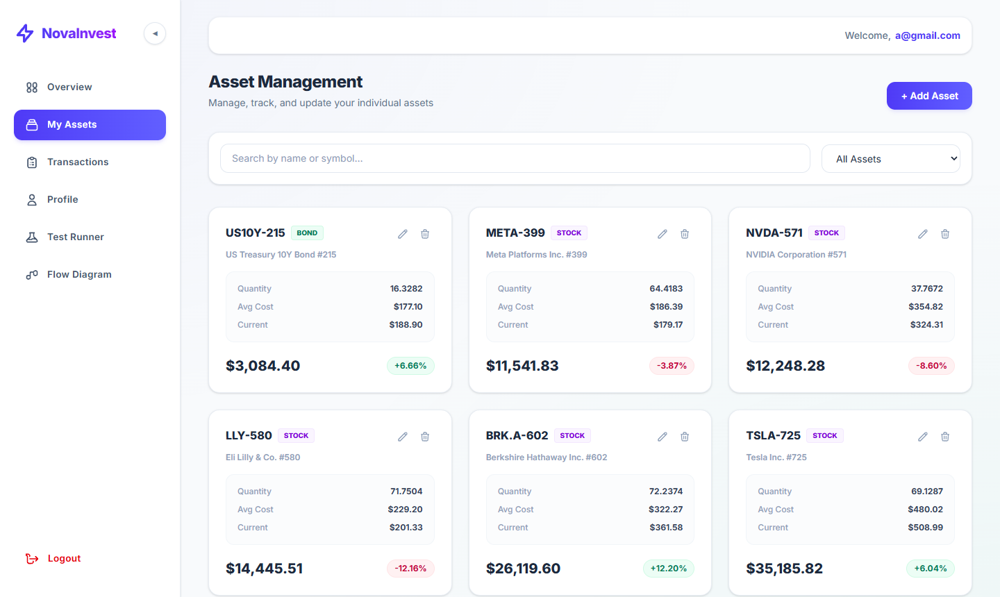 NovaInvest
Overview
My Assets
Transactions
Profile
Test Runner
Flow Diagram
Logout
Welcome, a@gmail.com
Asset Management
Manage, track, and update your individual assets
+ Add Asset
Search by name or symbol...
All Assets
US10Y-215 BOND
US Treasury 10Y Bond #215
Quantity 16.3282
Avg Cost $177.10
Current $188.90
$3,084.40 +6.66%
META-399 STOCK
Meta Platforms Inc. #399
Quantity 64.4183
Avg Cost $186.39
Current $179.17
$11,541.83 -3.87%
NVDA-571 STOCK
NVIDIA Corporation #571
Quantity 37.7672
Avg Cost $354.82
Current $324.31
$12,248.28 -8.60%
LLY-580 STOCK
Eli Lilly & Co. #580
Quantity 71.7504
Avg Cost $229.20
Current $201.33
$14,445.51 -12.16%
BRK.A-602 STOCK
Berkshire Hathaway Inc. #602
Quantity 72.2374
Avg Cost $322.27
Current $361.58
$26,119.60 +12.20%
TSLA-725 STOCK
Tesla Inc. #725
Quantity 69.1287
Avg Cost $480.02
Current $508.99
$35,185.82 +6.04%